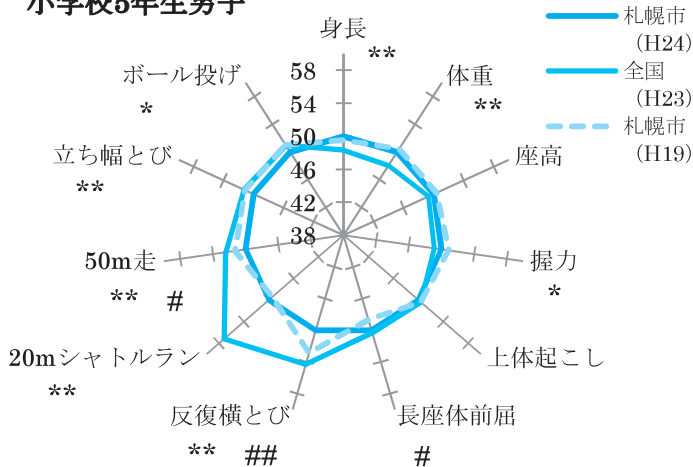 小学校5年生男子
身長
**
体重
**
座高
握力
*
上体起こし
長座体前屈
#
反復横とび
** ##
20mシャトルラン
**
50m走
** #
立ち幅とび
**
ボール投げ
*
58
54
50
46
42
38
札幌市
(H24)
全国
(H23)
札幌市
(H19)